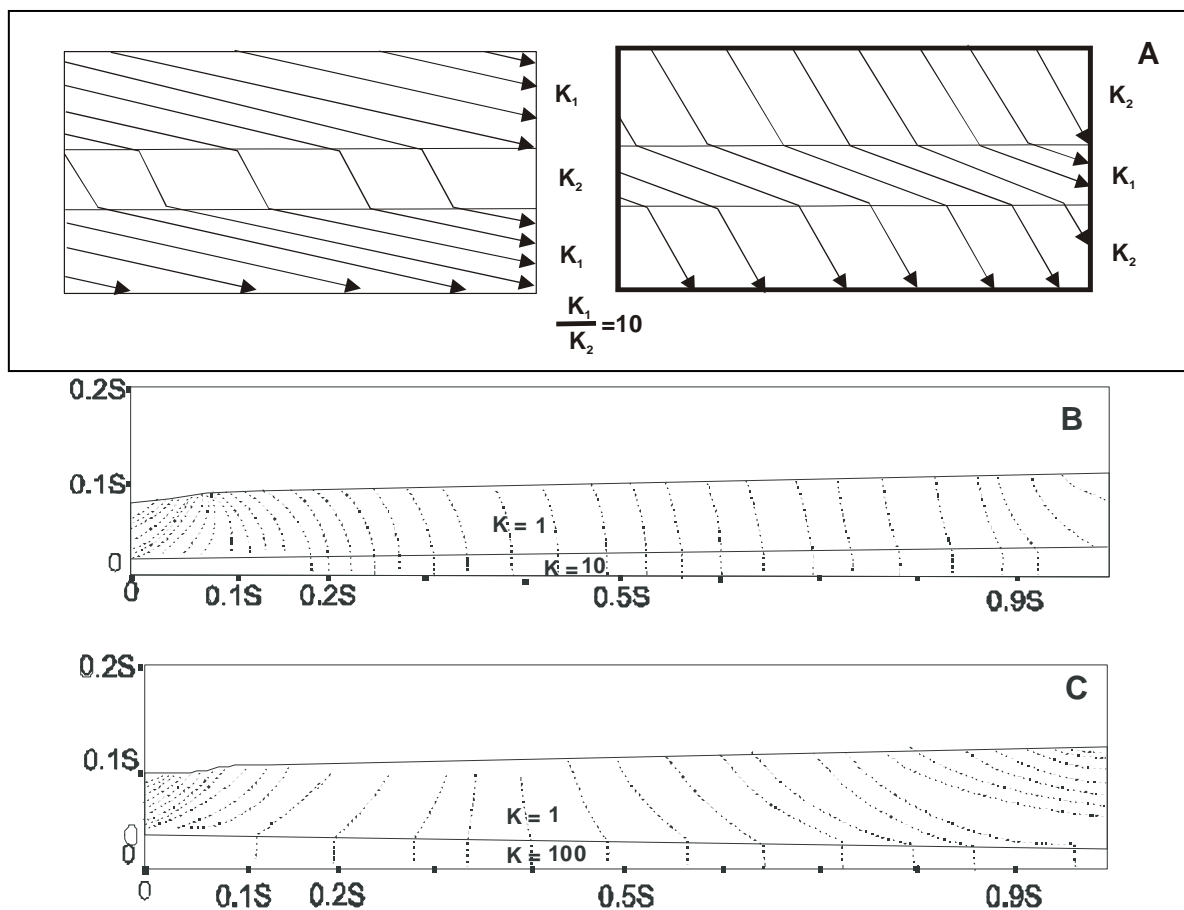 A
K₁
K₂
K₁
K₂
K₁
K₂
K₁
K₂
=10
B
0.2S
0.1S
0
K = 1
K = 10
0
0.1S
0.2S
0.5S
0.9S
C
0.2S
0.1S
0
0
K = 1
K = 100
0
0.1S
0.2S
0.5S
0.9S